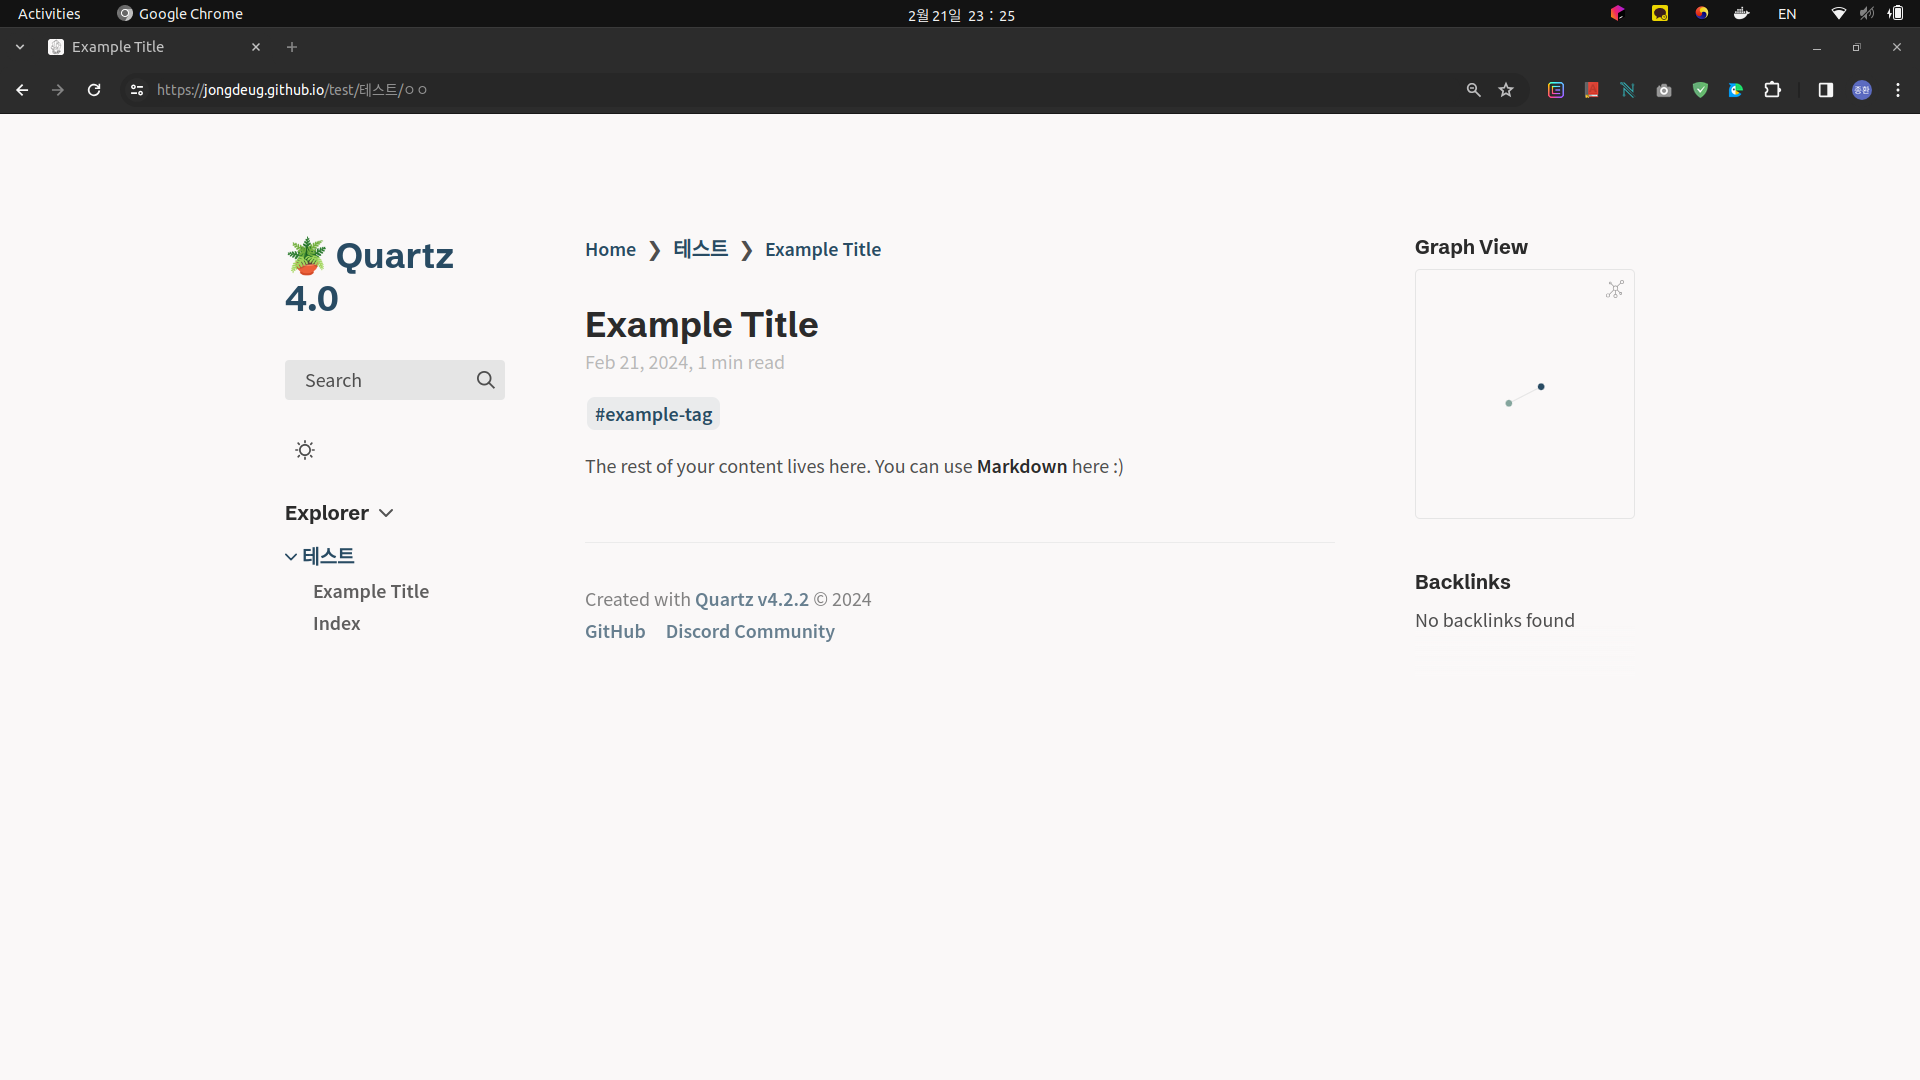 Activities
Google Chrome
2월 21일 23 : 25
EN
Example Title
https://jongdeug.github.io/test/테스트/ㅇㅇ
종환
🪴 Quartz
4.0
Search
Explorer
테스트
Example Title
Index
Home ❯ 테스트 ❯ Example Title
Example Title
Feb 21, 2024, 1 min read
#example-tag
The rest of your content lives here. You can use Markdown here :)
Created with Quartz v4.2.2 © 2024
GitHub Discord Community
Graph View
Backlinks
No backlinks found